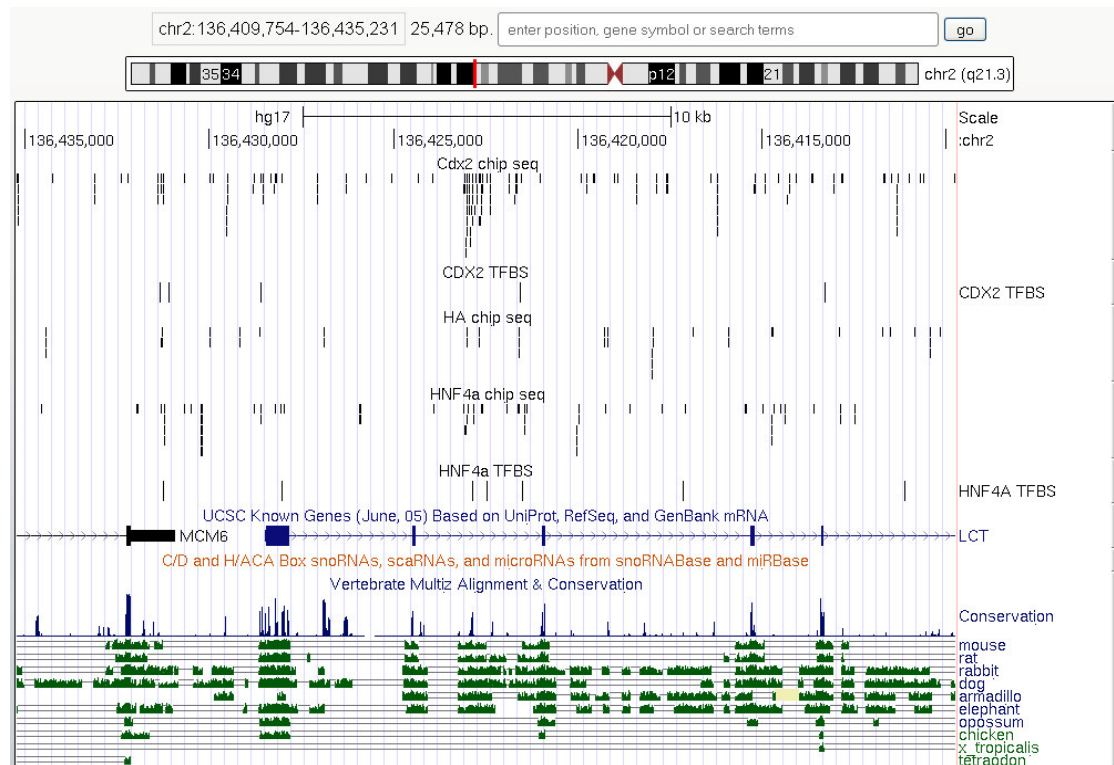 chr2:136,409,754-136,435,231 25,478 bp. enter position, gene symbol or search terms go
35 34 p12 21 chr2 (q21.3)
hg17 10 kb Scale
136,435,000 136,430,000 136,425,000 136,420,000 136,415,000 :chr2
Cdx2 chip seq
CDX2 TFBS
CDX2 TFBS
HA chip seq
HNF4a chip seq
HNF4a TFBS
HNF4A TFBS
UCSC Known Genes (June, 05) Based on UniProt, RefSeq, and GenBank mRNA
MCM6 LCT
C/D and H/ACA Box snoRNAs, scaRNAs, and microRNAs from snoRNABase and miRBase
Vertebrate Multiz Alignment & Conservation
Conservation
mouse
rat
rabbit
dog
armadillo
elephant
opossum
chicken
x_tropicalis
tetraodon